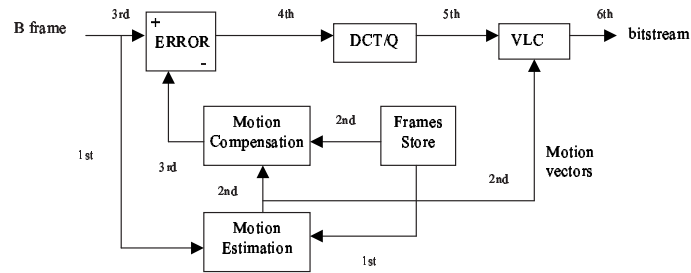 B frame
3rd
+
ERROR
-
4th
DCT/Q
5th
VLC
6th
bitstream
Motion
Compensation
2nd
Frames
Store
1st
3rd
2nd
2nd
Motion
vectors
Motion
Estimation
1st